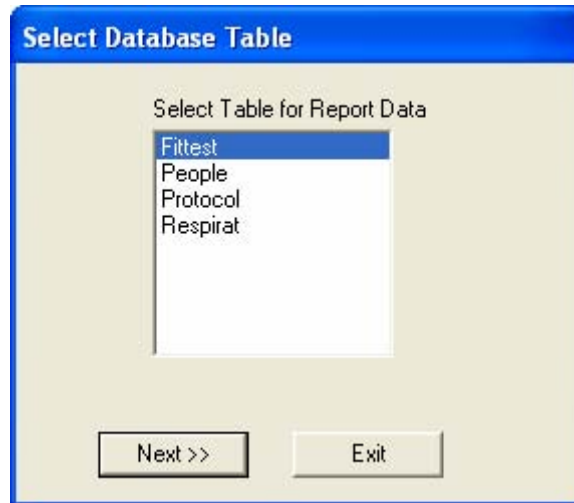 Select Database Table
Select Table for Report Data
Fittest
People
Protocol
Respirat
Next >>
Exit